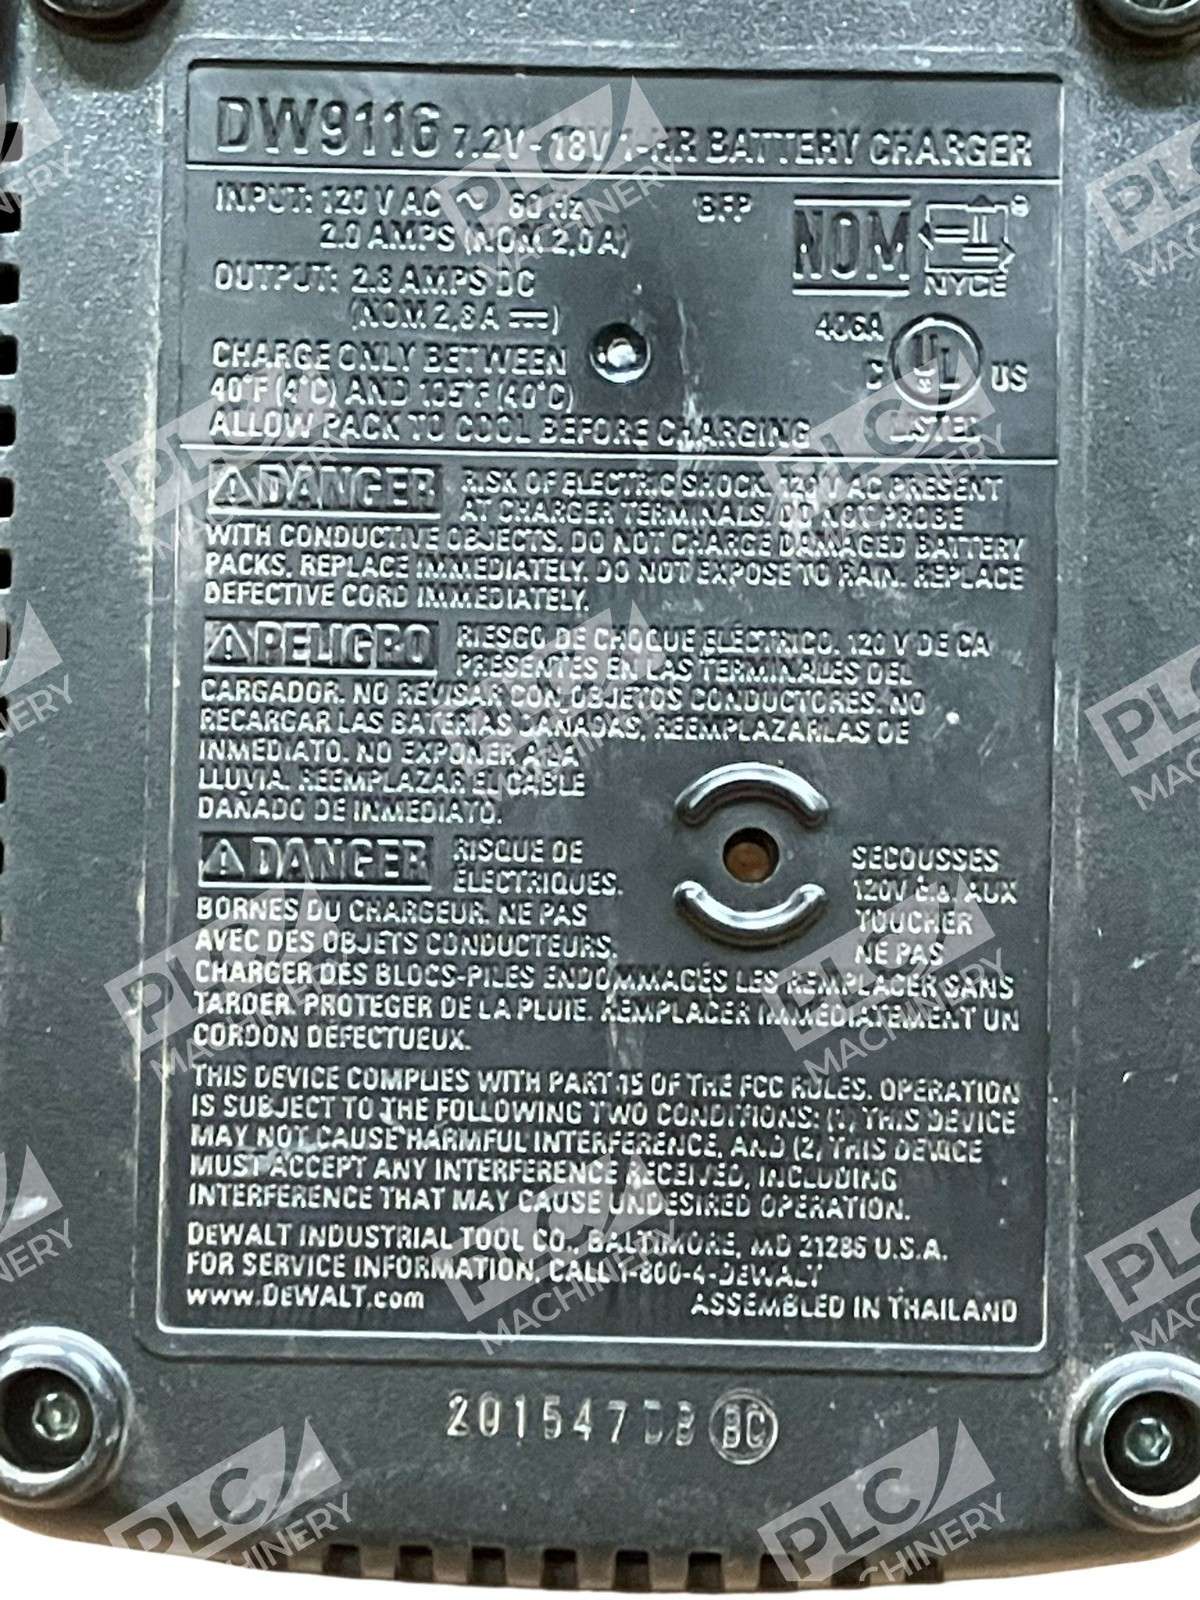 DW9116 7.2V - 18V 1-HR BATTERY CHARGER
INPUT: 120 V AC ~ 60 Hz
2.0 AMPS (NOM 2,0 A)
BFP
NOM
NYCE
OUTPUT: 2.8 AMPS DC
(NOM 2,8 A ⎓)
406A
CHARGE ONLY BETWEEN
40°F (4°C) AND 105°F (40°C)
C UL US
LISTED
ALLOW PACK TO COOL BEFORE CHARGING
⚠DANGER RISK OF ELECTRIC SHOCK. 120 V AC PRESENT
AT CHARGER TERMINALS. DO NOT PROBE
WITH CONDUCTIVE OBJECTS. DO NOT CHARGE DAMAGED BATTERY
PACKS. REPLACE IMMEDIATELY. DO NOT EXPOSE TO RAIN. REPLACE
DEFECTIVE CORD IMMEDIATELY.
⚠PELIGRO RIESGO DE CHOQUE ELÉCTRICO. 120 V DE CA
PRESENTES EN LAS TERMINALES DEL
CARGADOR. NO REVISAR CON OBJETOS CONDUCTORES. NO
RECARGAR LAS BATERIAS DAÑADAS, REEMPLAZARLAS DE
INMEDIATO. NO EXPONER A LA
LLUVIA. REEMPLAZAR EL CABLE
DAÑADO DE INMEDIATO.
⚠DANGER RISQUE DE SECOUSSES
ÉLECTRIQUES. 120V c.a. AUX
BORNES DU CHARGEUR. NE PAS TOUCHER
AVEC DES OBJETS CONDUCTEURS. NE PAS
CHARGER DES BLOCS-PILES ENDOMMAGÉS LES REMPLACER SANS
TARDER. PROTEGER DE LA PLUIE. REMPLACER IMMÉDIATEMENT UN
CORDON DEFECTUEUX.
THIS DEVICE COMPLIES WITH PART 15 OF THE FCC RULES. OPERATION
IS SUBJECT TO THE FOLLOWING TWO CONDITIONS: (1) THIS DEVICE
MAY NOT CAUSE HARMFUL INTERFERENCE, AND (2) THIS DEVICE
MUST ACCEPT ANY INTERFERENCE RECEIVED, INCLUDING
INTERFERENCE THAT MAY CAUSE UNDESIRED OPERATION.
DEWALT INDUSTRIAL TOOL CO., BALTIMORE, MD 21286 U.S.A.
FOR SERVICE INFORMATION, CALL 1-800-4-DEWALT
www.DEWALT.com ASSEMBLED IN THAILAND
201547 BC
PLC MACHINERY